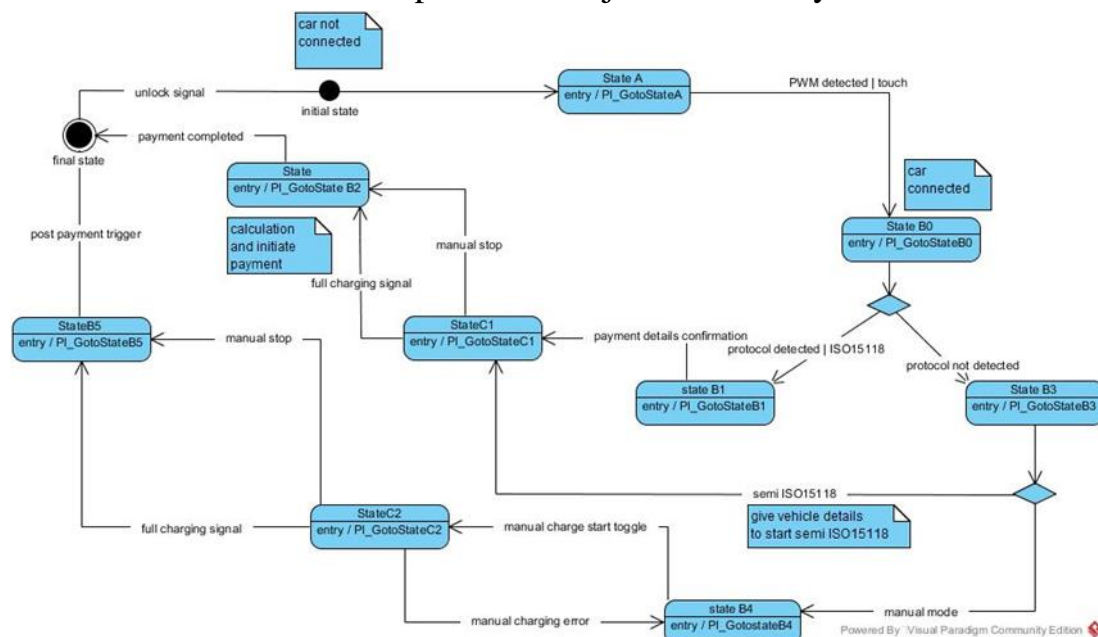 car not
connected
unlock signal
initial state
State A
entry / PI_GotoStateA
PWM detected | touch
final state
payment completed
State
entry / PI_GotoState B2
car
connected
State B0
entry / PI_GotoStateB0
calculation
and initiate
payment
post payment trigger
manual stop
full charging signal
StateB5
entry / PI_GotoStateB5
manual stop
StateC1
entry / PI_GotoStateC1
payment details confirmation
protocol detected | ISO15118
protocol not detected
state B1
entry / PI_GotoStateB1
State B3
entry / PI_GotoStateB3
semi ISO15118
give vehicle details
to start semi ISO15118
full charging signal
StateC2
entry / PI_GotoStateC2
manual charge start toggle
manual charging error
state B4
entry / PI_GotostateB4
manual mode
Powered By Visual Paradigm Community Edition